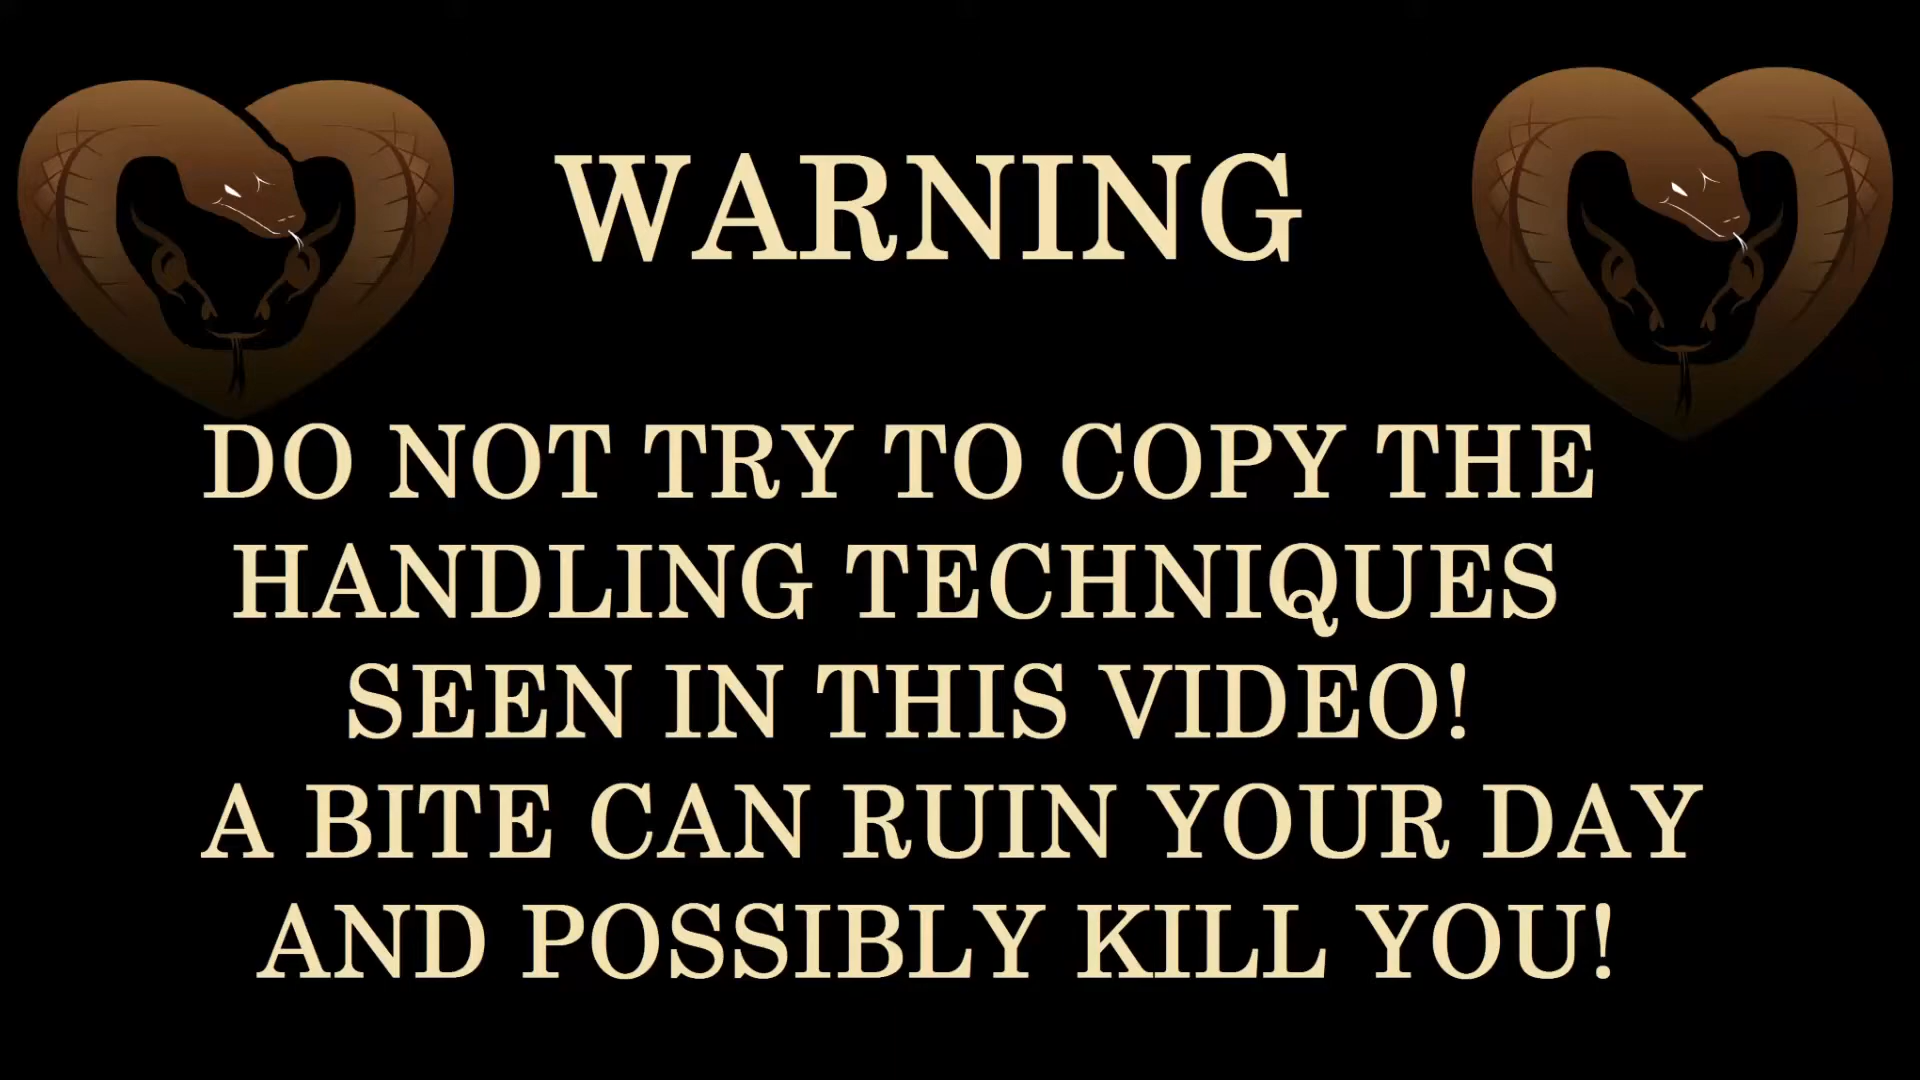 WARNING
DO NOT TRY TO COPY THE
HANDLING TECHNIQUES
SEEN IN THIS VIDEO!
A BITE CAN RUIN YOUR DAY
AND POSSIBLY KILL YOU!